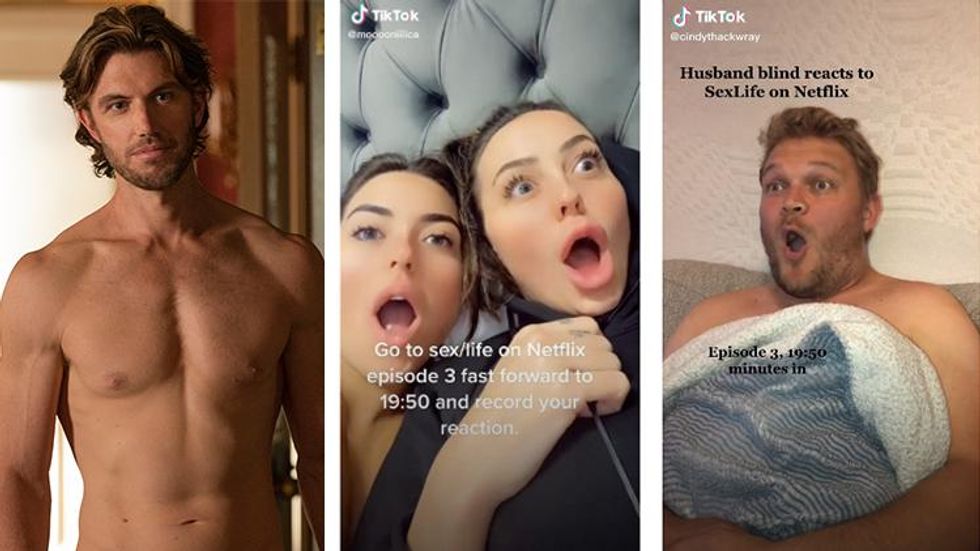 TikTok
@mooooniiica
Go to sex/life on Netflix
episode 3 fast forward to
19:50 and record your
reaction.
TikTok
@cindythackwray
Husband blind reacts to
SexLife on Netflix
Episode 3, 19:50
minutes in